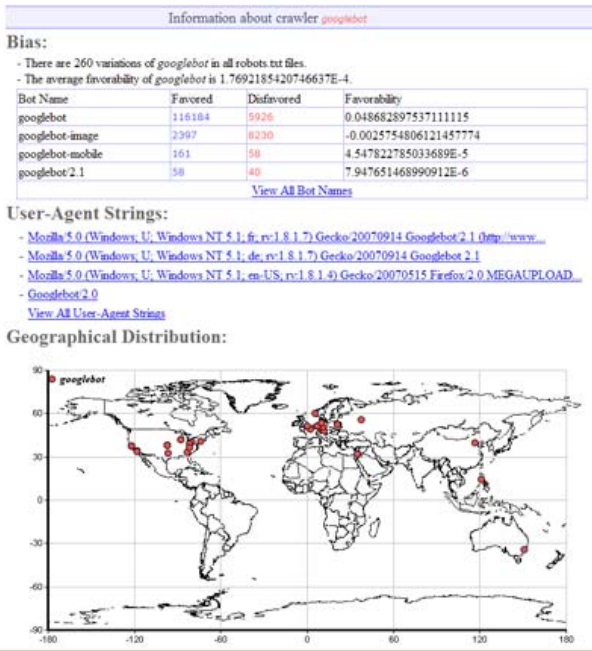 Information about crawler googlebot
Bias:
- There are 260 variations of googlebot in all robots.txt files.
- The average favorability of googlebot is 1.7692185420746637E-4.
Bot Name Favored Disfavored Favorability
googlebot 116184 5926 0.048682897537111115
googlebot-image 2397 8230 -0.0025754806121457774
googlebot-mobile 161 58 4.547822785033689E-5
googlebot/2.1 58 40 7.947651468990912E-6
View All Bot Names
User-Agent Strings:
- Mozilla/5.0 (Windows; U; Windows NT 5.1; fr; rv:1.8.1.7) Gecko/20070914 Googlebot/2.1 (http://www...
- Mozilla/5.0 (Windows; U; Windows NT 5.1; de; rv:1.8.1.7) Gecko/20070914 Googlebot 2.1
- Mozilla/5.0 (Windows; U; Windows NT 5.1; en-US; rv:1.8.1.4) Gecko/20070515 Firefox/2.0 MEGAUPLOAD...
- Googlebot/2.0
View All User-Agent Strings
Geographical Distribution:
90
googlebot
60
30
0
-30
-60
-90
-180 -120 -60 0 60 120 180